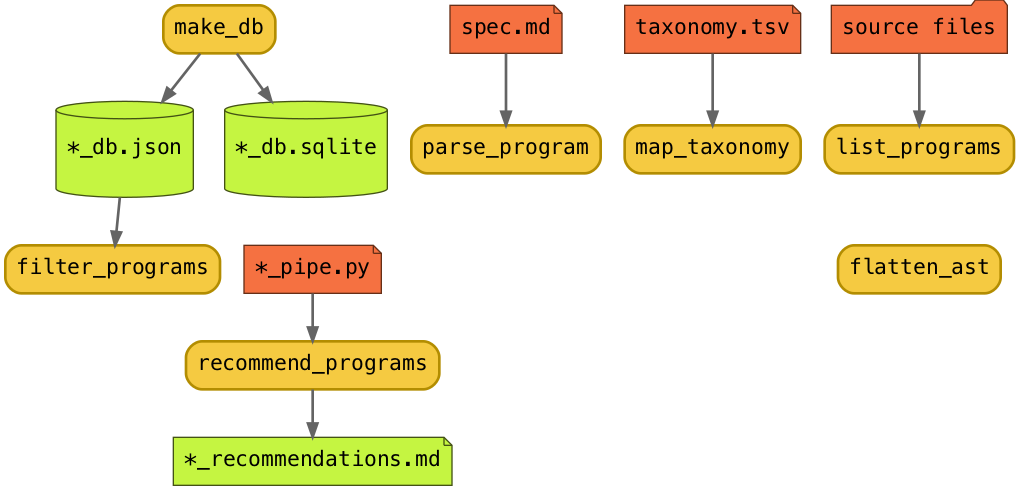 make_db
spec.md
taxonomy.tsv
source files
*_db.json
*_db.sqlite
parse_program
map_taxonomy
list_programs
filter_programs
*_pipe.py
flatten_ast
recommend_programs
*_recommendations.md